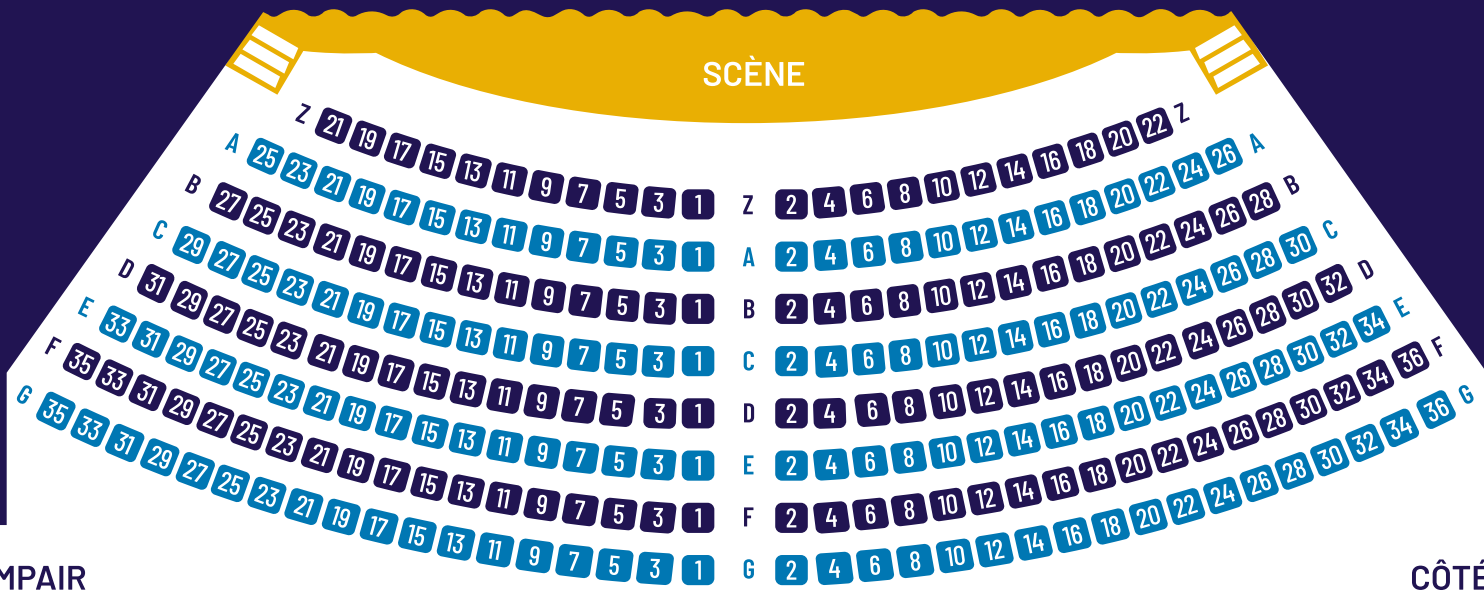 SCÈNE
Z 21 19 17 15 13 11 9 7 5 3 1 Z 2 4 6 8 10 12 14 16 18 20 22 Z
A 25 23 21 19 17 15 13 11 9 7 5 3 1 A 2 4 6 8 10 12 14 16 18 20 22 24 26 A
B 27 25 23 21 19 17 15 13 11 9 7 5 3 1 B 2 4 6 8 10 12 14 16 18 20 22 24 26 28 B
C 29 27 25 23 21 19 17 15 13 11 9 7 5 3 1 C 2 4 6 8 10 12 14 16 18 20 22 24 26 28 30 C
D 31 29 27 25 23 21 19 17 15 13 11 9 7 5 3 1 D 2 4 6 8 10 12 14 16 18 20 22 24 26 28 30 32 D
E 33 31 29 27 25 23 21 19 17 15 13 11 9 7 5 3 1 E 2 4 6 8 10 12 14 16 18 20 22 24 26 28 30 32 34 E
F 35 33 31 29 27 25 23 21 19 17 15 13 11 9 7 5 3 1 F 2 4 6 8 10 12 14 16 18 20 22 24 26 28 30 32 34 36 F
G 35 33 31 29 27 25 23 21 19 17 15 13 11 9 7 5 3 1 G 2 4 6 8 10 12 14 16 18 20 22 24 26 28 30 32 34 36 G
MPAIR CÔTÉ